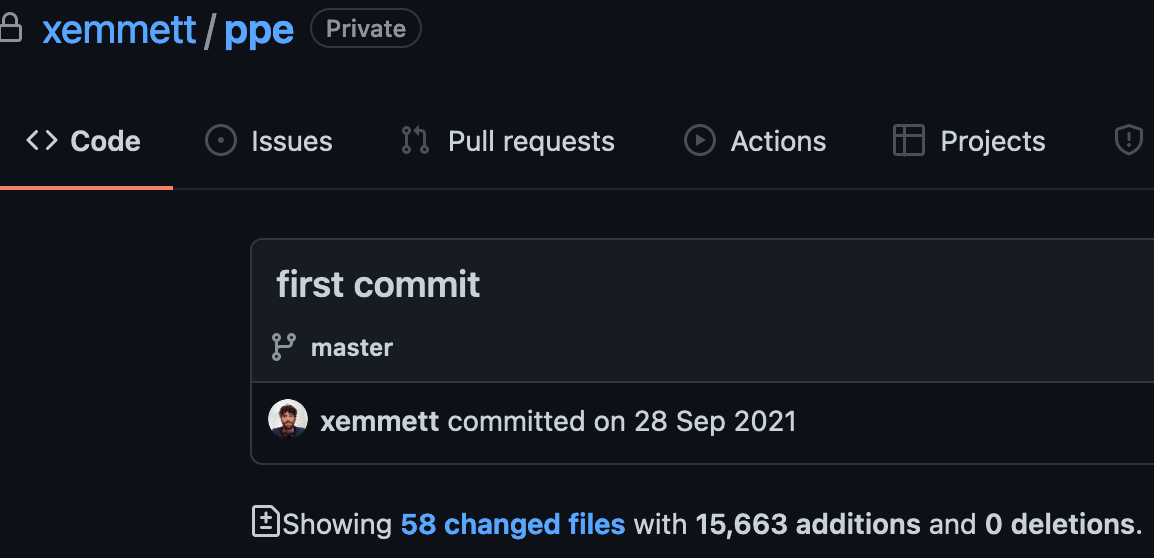 xemmett / ppe Private
Code Issues Pull requests Actions Projects
first commit
master
xemmett committed on 28 Sep 2021
Showing 58 changed files with 15,663 additions and 0 deletions.